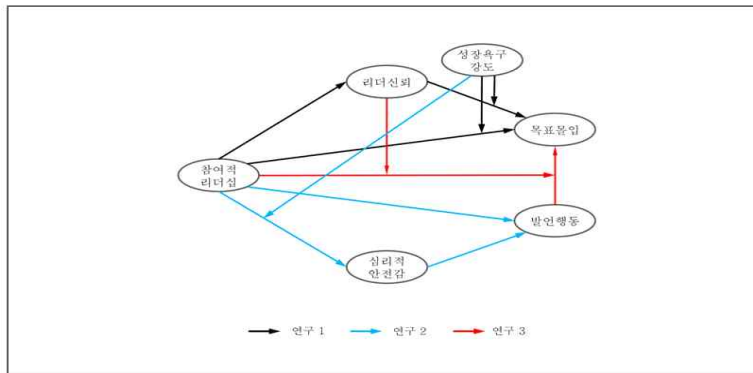 성장욕구
강도
리더신뢰
목표몰입
참여적
리더십
발언행동
심리적
안전감
연구 1
연구 2
연구 3